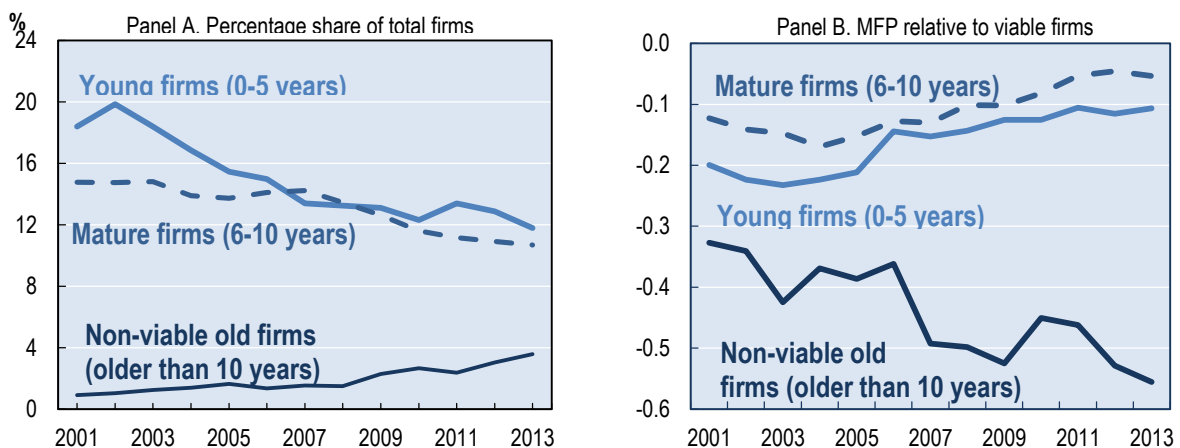 %
Panel A. Percentage share of total firms
24
20
16
12
8
4
0
Young firms (0-5 years)
Mature firms (6-10 years)
Non-viable old firms
(older than 10 years)
2001 2003 2005 2007 2009 2011 2013
Panel B. MFP relative to viable firms
0.0
-0.1
-0.2
-0.3
-0.4
-0.5
-0.6
Mature firms (6-10 years)
Young firms (0-5 years)
Non-viable old
firms (older than 10 years)
2001 2003 2005 2007 2009 2011 2013